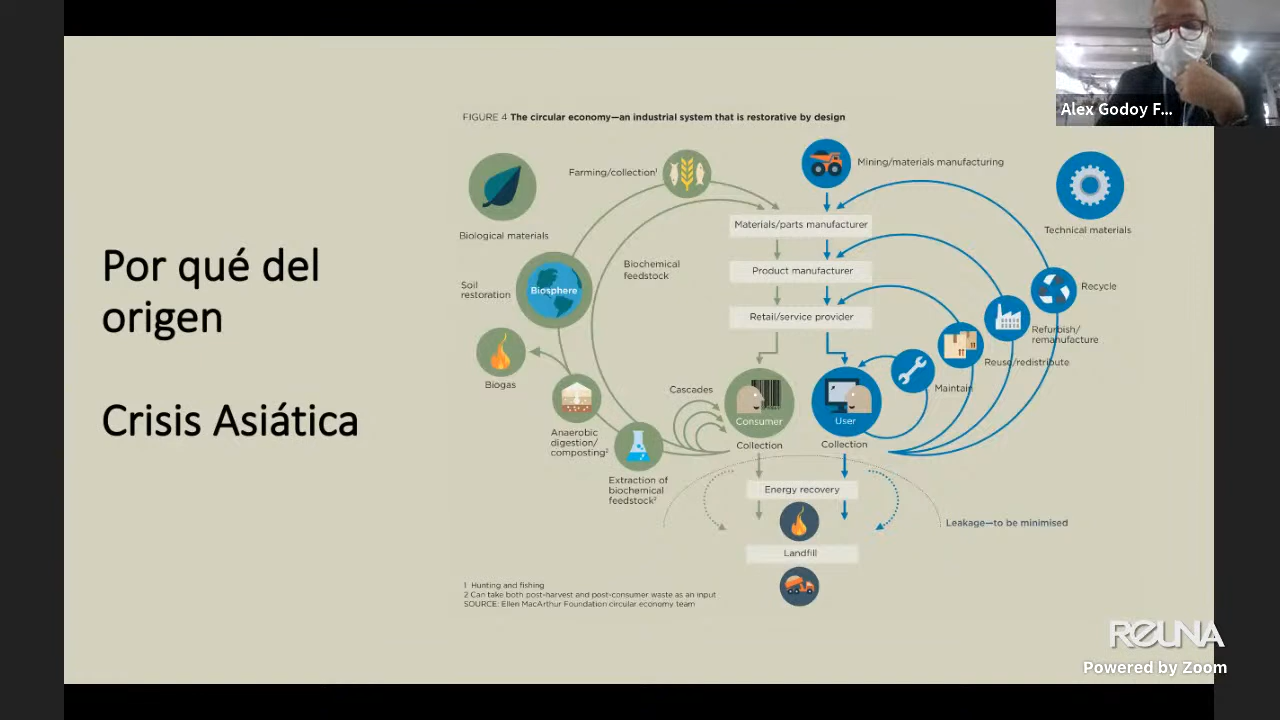 Alex Godoy F...
FIGURE 4 The circular economy—an industrial system that is restorative by design
Por qué del
origen
Crisis Asiática
Biological materials
Farming/collection¹
Mining/materials manufacturing
Technical materials
Materials/parts manufacturer
Product manufacturer
Retail/service provider
Biochemical
feedstock
Soil
restoration
Biosphere
Biogas
Anaerobic
digestion/
composting²
Extraction of
biochemical
feedstock²
Cascades
Consumer
Collection
User
Collection
Maintain
Reuse/redistribute
Refurbish/
remanufacture
Recycle
Energy recovery
Leakage—to be minimised
Landfill
1 Hunting and fishing
2 Can take both post-harvest and post-consumer waste as an input
SOURCE: Ellen MacArthur Foundation circular economy team
REUNA
Powered by Zoom